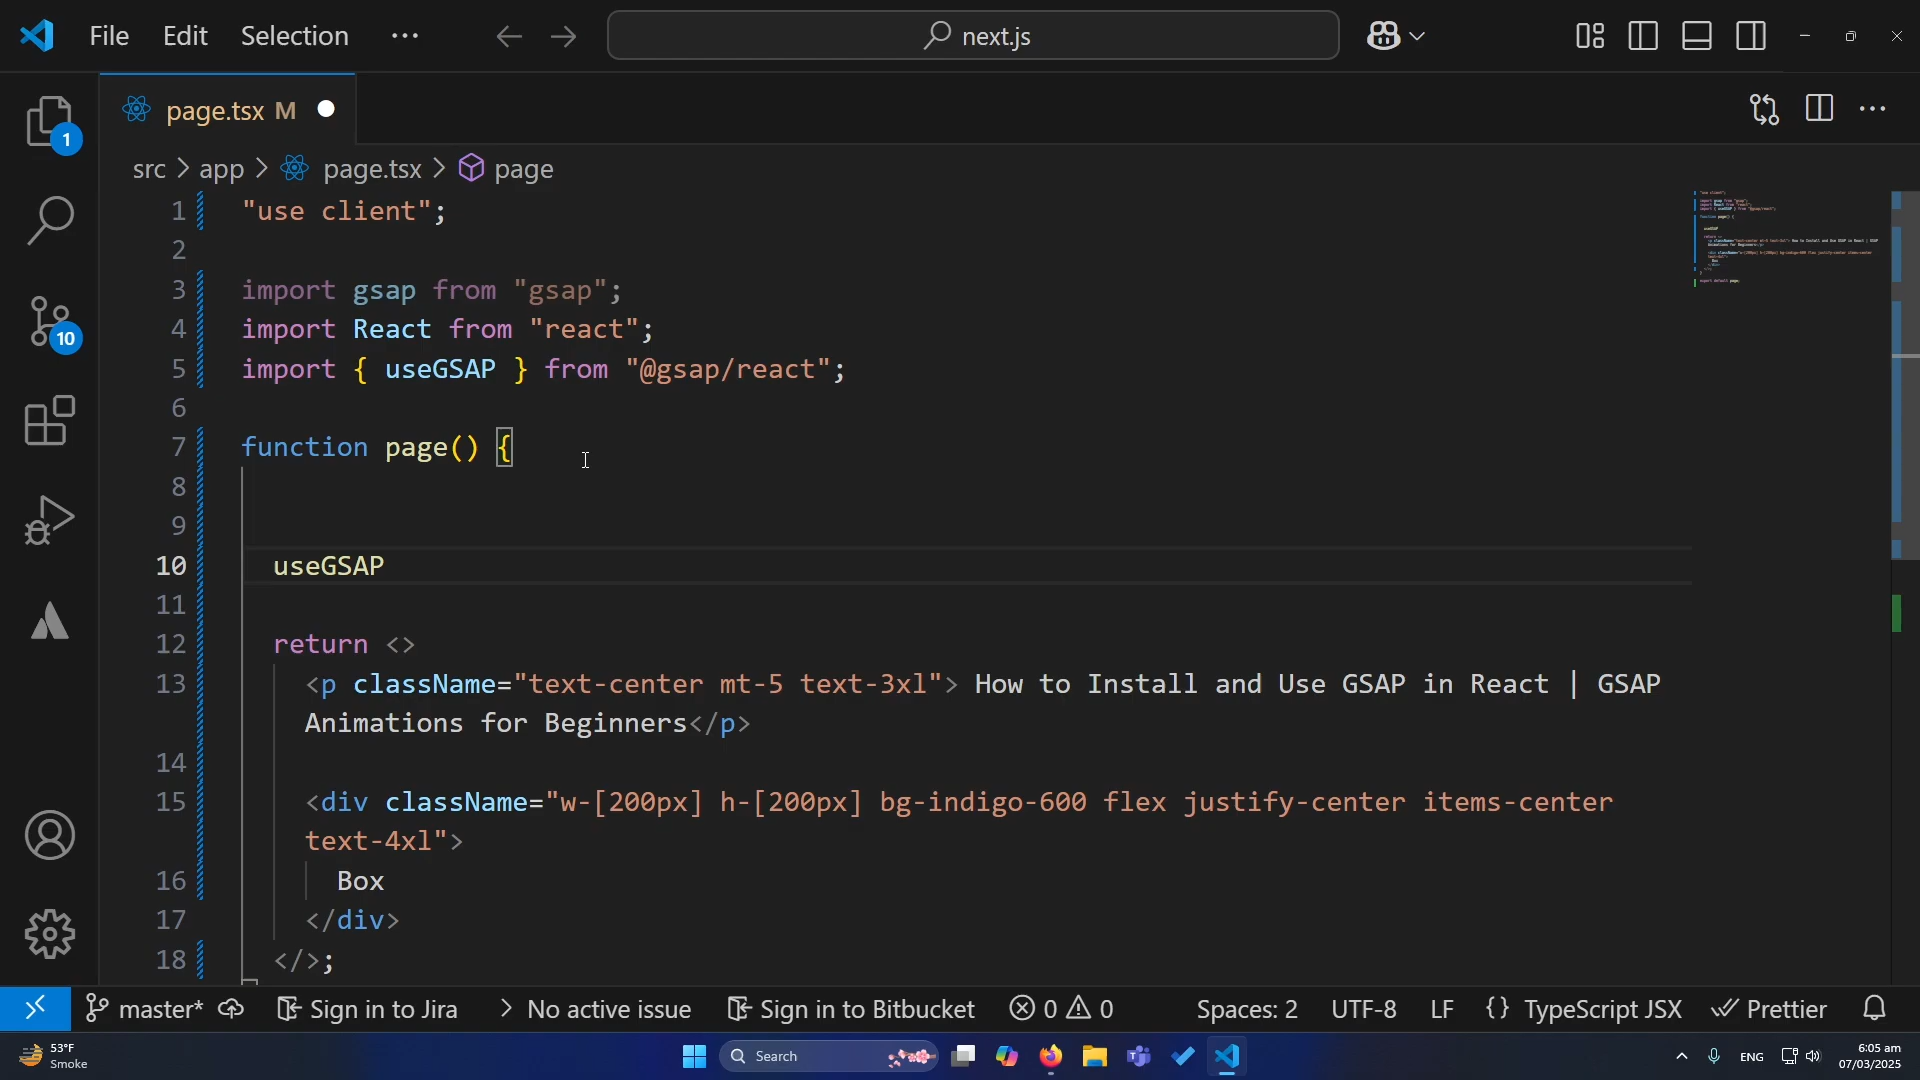 File Edit Selection ··· next.js
page.tsx M
1
src > app > page.tsx > page
1 "use client";
2
3 import gsap from "gsap";
4 import React from "react";
10
5 import { useGSAP } from "@gsap/react";
6
7 function page() {
8
9
10 useGSAP
11
12 return <>
13 <p className="text-center mt-5 text-3xl"> How to Install and Use GSAP in React | GSAP
Animations for Beginners</p>
14
15 <div className="w-[200px] h-[200px] bg-indigo-600 flex justify-center items-center
text-4xl">
16 Box
17 </div>
18 </>;
master* Sign in to Jira > No active issue Sign in to Bitbucket 0 0 Spaces: 2 UTF-8 LF {} TypeScript JSX Prettier
53°F
Smoke
Search
ENG
6:05 am
07/03/2025